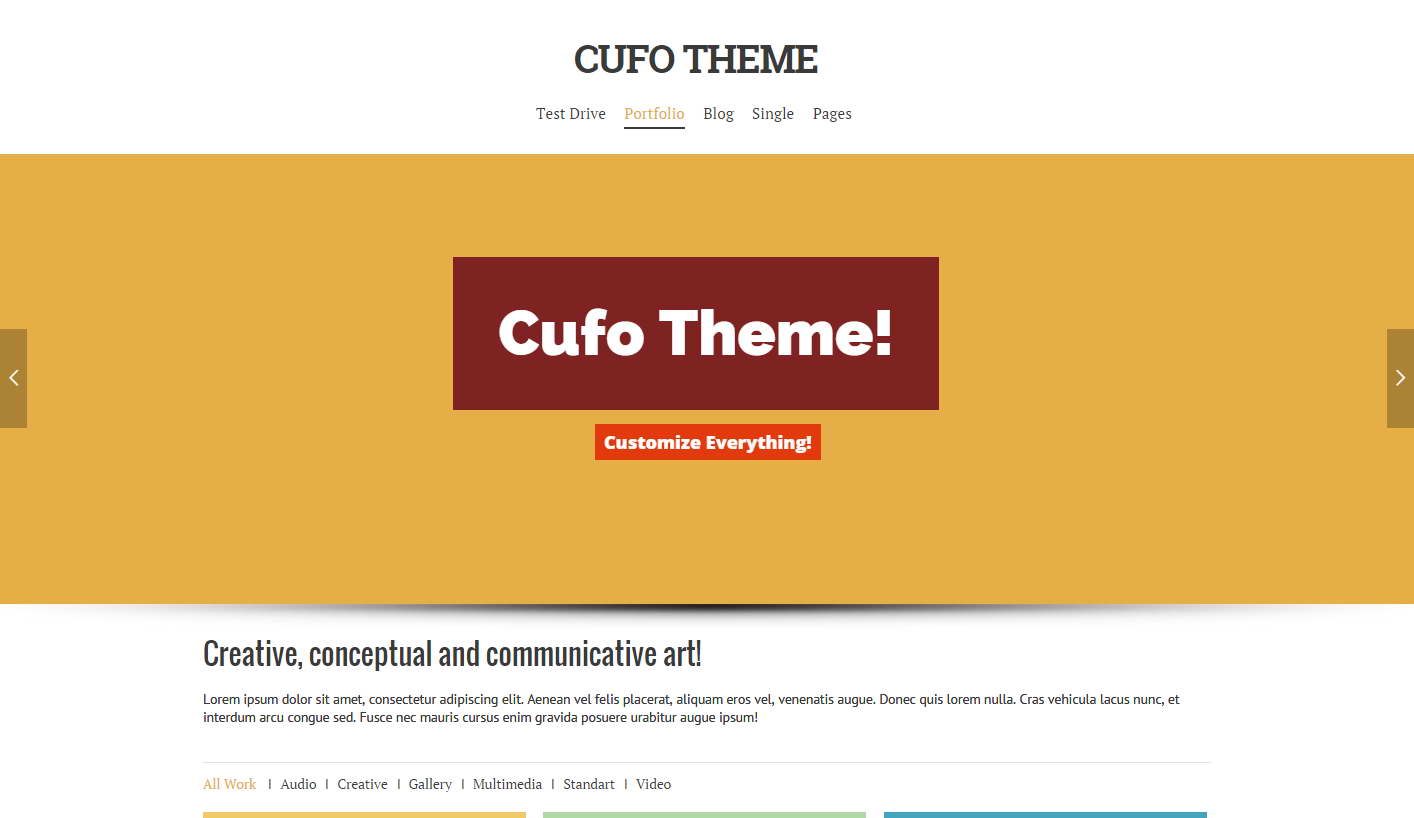 CUFO THEME
Test Drive Portfolio Blog Single Pages
Cufo Theme!
Customize Everything!
Creative, conceptual and communicative art!
Lorem ipsum dolor sit amet, consectetur adipiscing elit. Aenean vel felis placerat, aliquam eros vel, venenatis augue. Donec quis lorem nulla. Cras vehicula lacus nunc, et
interdum arcu congue sed. Fusce nec mauris cursus enim gravida posuere urabitur augue ipsum!
All Work | Audio | Creative | Gallery | Multimedia | Standart | Video